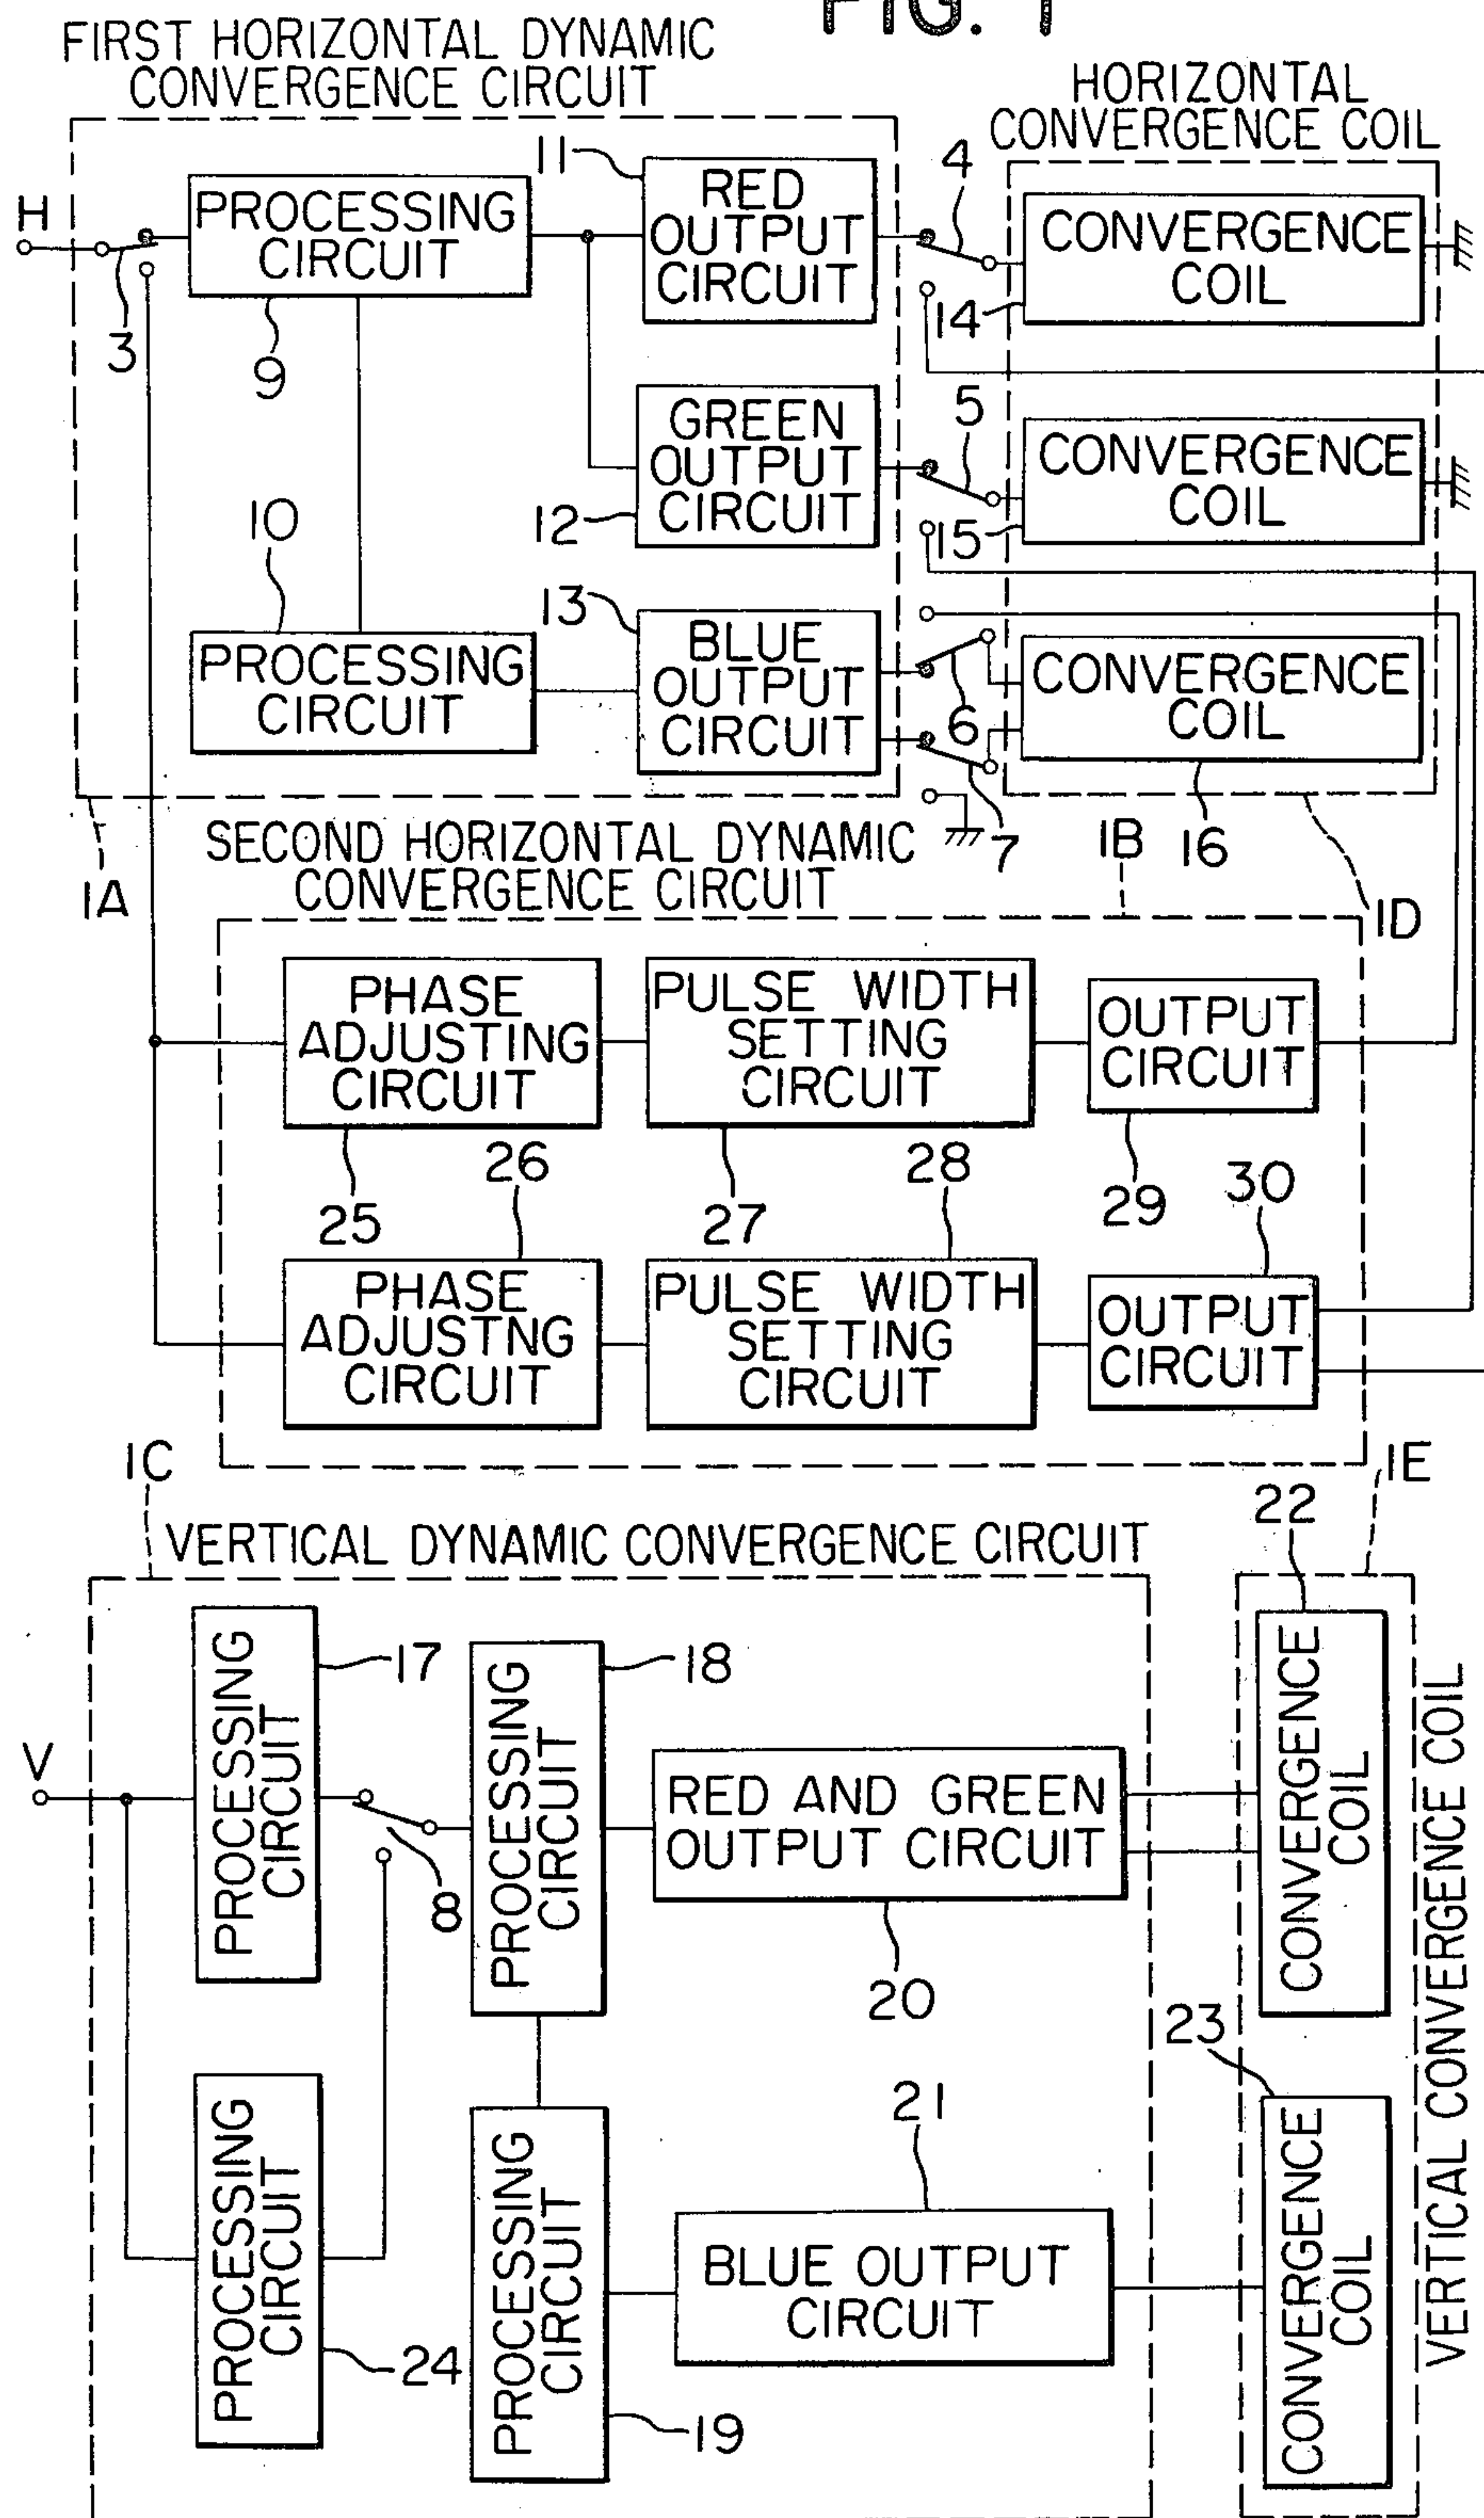 FIG. 1
FIRST HORIZONTAL DYNAMIC
CONVERGENCE CIRCUIT
HORIZONTAL
CONVERGENCE COIL
H
3
PROCESSING
CIRCUIT
9
11
RED
OUTPUT
CIRCUIT
4
CONVERGENCE
COIL
14
GREEN
OUTPUT
CIRCUIT
12
5
CONVERGENCE
COIL
15
10
PROCESSING
CIRCUIT
13
BLUE
OUTPUT
CIRCUIT
6
7
CONVERGENCE
COIL
16
1A
1D
SECOND HORIZONTAL DYNAMIC
CONVERGENCE CIRCUIT
1B
PHASE
ADJUSTING
CIRCUIT
25
PULSE WIDTH
SETTING
CIRCUIT
27
OUTPUT
CIRCUIT
29
26
PHASE
ADJUSTNG
CIRCUIT
28
PULSE WIDTH
SETTING
CIRCUIT
30
OUTPUT
CIRCUIT
1C
1E
VERTICAL DYNAMIC CONVERGENCE CIRCUIT
V
PROCESSING
CIRCUIT
17
8
PROCESSING
CIRCUIT
18
RED AND GREEN
OUTPUT CIRCUIT
20
22
CONVERGENCE
COIL
PROCESSING
CIRCUIT
24
PROCESSING
CIRCUIT
19
21
BLUE OUTPUT
CIRCUIT
23
CONVERGENCE
COIL
VERTICAL CONVERGENCE COIL